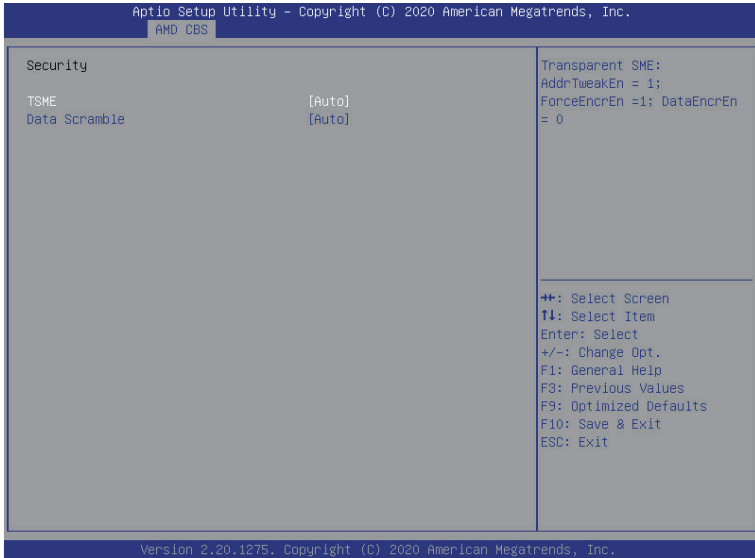 Aptio Setup Utility – Copyright (C) 2020 American Megatrends, Inc.
AMD CBS
Security
TSME [Auto]
Data Scramble [Auto]
Transparent SME:
AddrTweakEn = 1;
ForceEncrEn =1; DataEncrEn
= 0
→←: Select Screen
↑↓: Select Item
Enter: Select
+/-: Change Opt.
F1: General Help
F3: Previous Values
F9: Optimized Defaults
F10: Save & Exit
ESC: Exit
Version 2.20.1275. Copyright (C) 2020 American Megatrends, Inc.